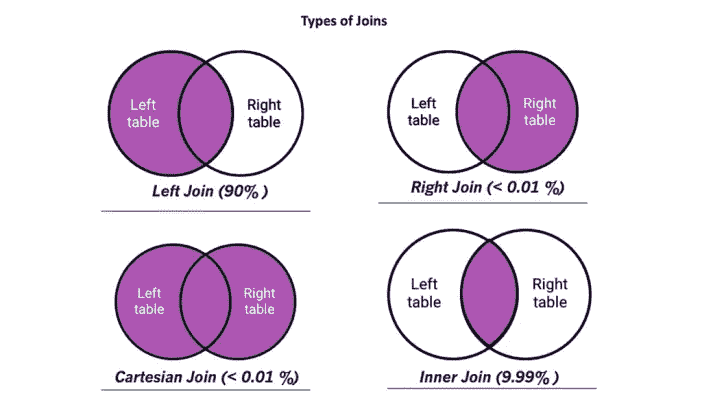 Types of Joins
Left
table
Right
table
Left Join (90% )
Left
table
Right
table
Right Join (< 0.01 %)
Left
table
Right
table
Cartesian Join (< 0.01 %)
Left
table
Right
table
Inner Join (9.99% )